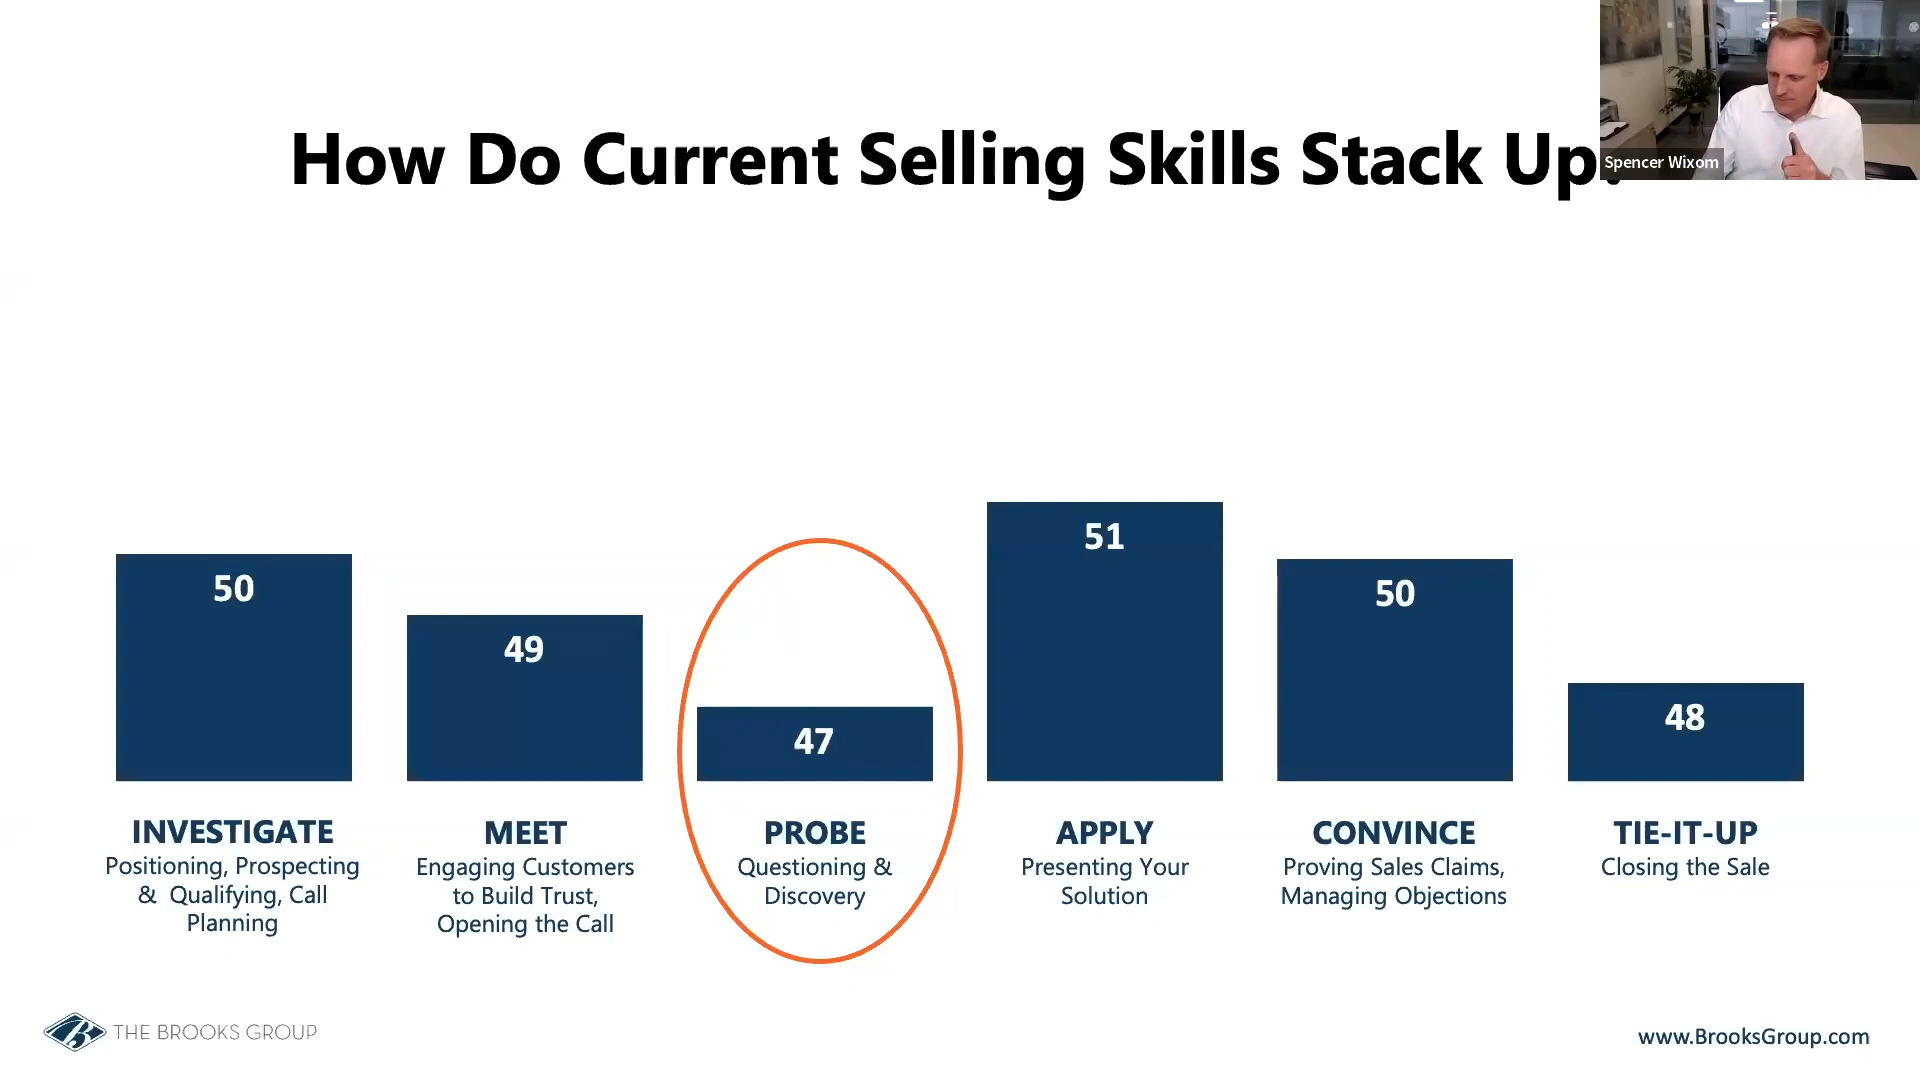 How Do Current Selling Skills Stack Up?
Spencer Wixom
50
49
47
51
50
48
INVESTIGATE
Positioning, Prospecting
&  Qualifying, Call
Planning
MEET
Engaging Customers
to Build Trust,
Opening the Call
PROBE
Questioning &
Discovery
APPLY
Presenting Your
Solution
CONVINCE
Proving Sales Claims,
Managing Objections
TIE-IT-UP
Closing the Sale
B THE BROOKS GROUP
www.BrooksGroup.com